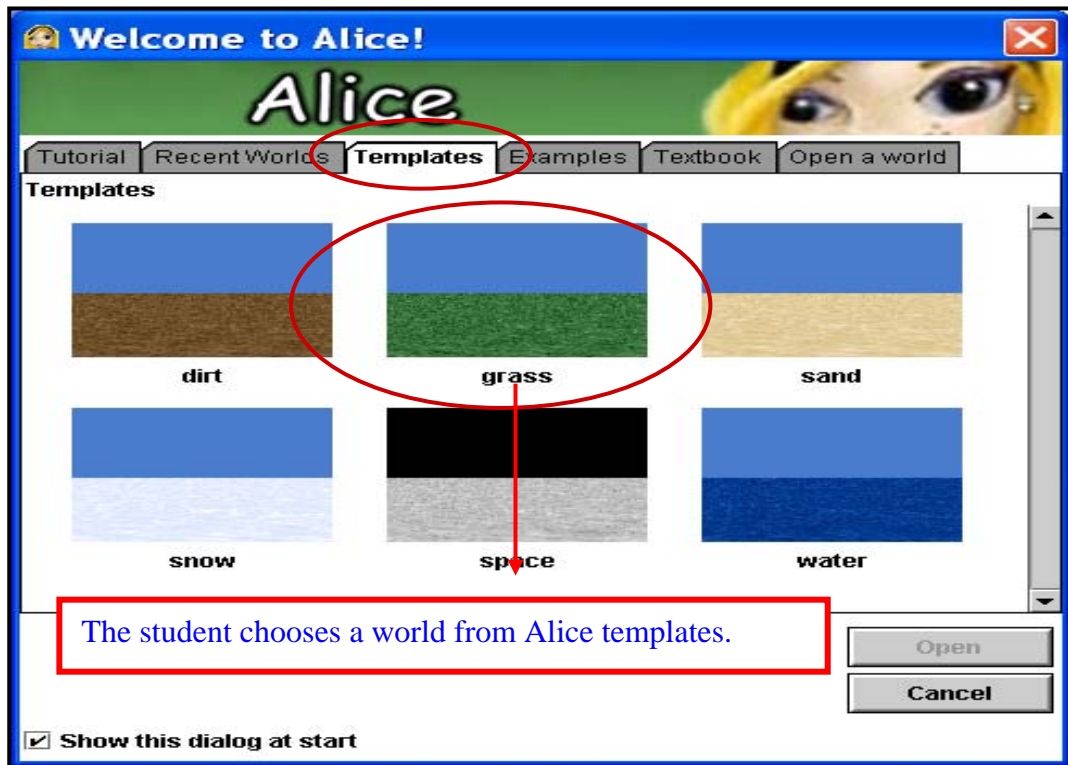 Welcome to Alice!
Alice
Tutorial Recent Worlds Templates Examples Textbook Open a world
Templates
dirt grass sand
snow space water
The student chooses a world from Alice templates.
Open
Cancel
Show this dialog at start